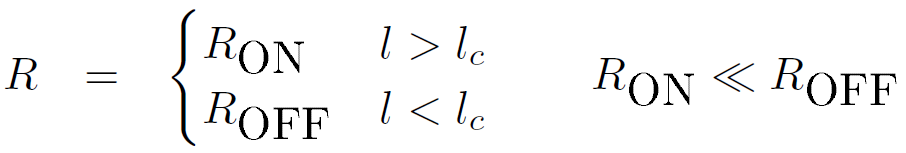 R = { R_ON l > l_c R_ON ≪ R_OFF
R_OFF l < l_c